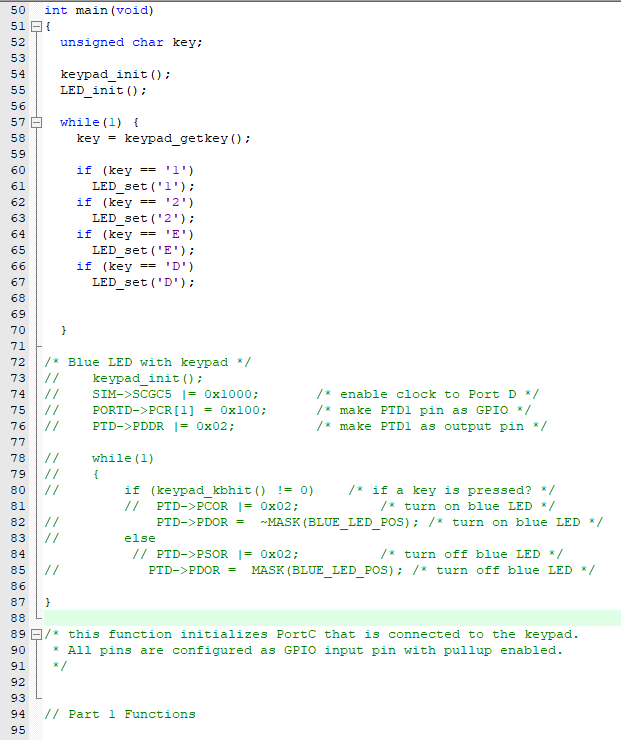 50 int main(void)
51 {
52   unsigned char key;
53
54   keypad_init();
55   LED_init();
56
57   while(1) {
58     key = keypad_getkey();
59
60     if (key == '1')
61       LED_set('1');
62     if (key == '2')
63       LED_set('2');
64     if (key == 'E')
65       LED_set('E');
66     if (key == 'D')
67       LED_set('D');
68
69
70   }
71
72 /* Blue LED with keypad */
73 //    keypad_init();
74 //    SIM->SCGC5 |= 0x1000;       /* enable clock to Port D */
75 //    PORTD->PCR[1] = 0x100;      /* make PTD1 pin as GPIO */
76 //    PTD->PDDR |= 0x02;          /* make PTD1 as output pin */
77
78 //    while(1)
79 //    {
80 //        if (keypad_kbhit() != 0)    /* if a key is pressed? */
81           //  PTD->PCOR |= 0x02;          /* turn on blue LED */
82 //            PTD->PDOR =  ~MASK(BLUE_LED_POS); /* turn on blue LED */
83 //        else
84            // PTD->PSOR |= 0x02;          /* turn off blue LED */
85 //           PTD->PDOR =  MASK(BLUE_LED_POS); /* turn off blue LED */
86
87 }
88
89 /* this function initializes PortC that is connected to the keypad.
90  * All pins are configured as GPIO input pin with pullup enabled.
91  */
92
93
94 // Part 1 Functions
95